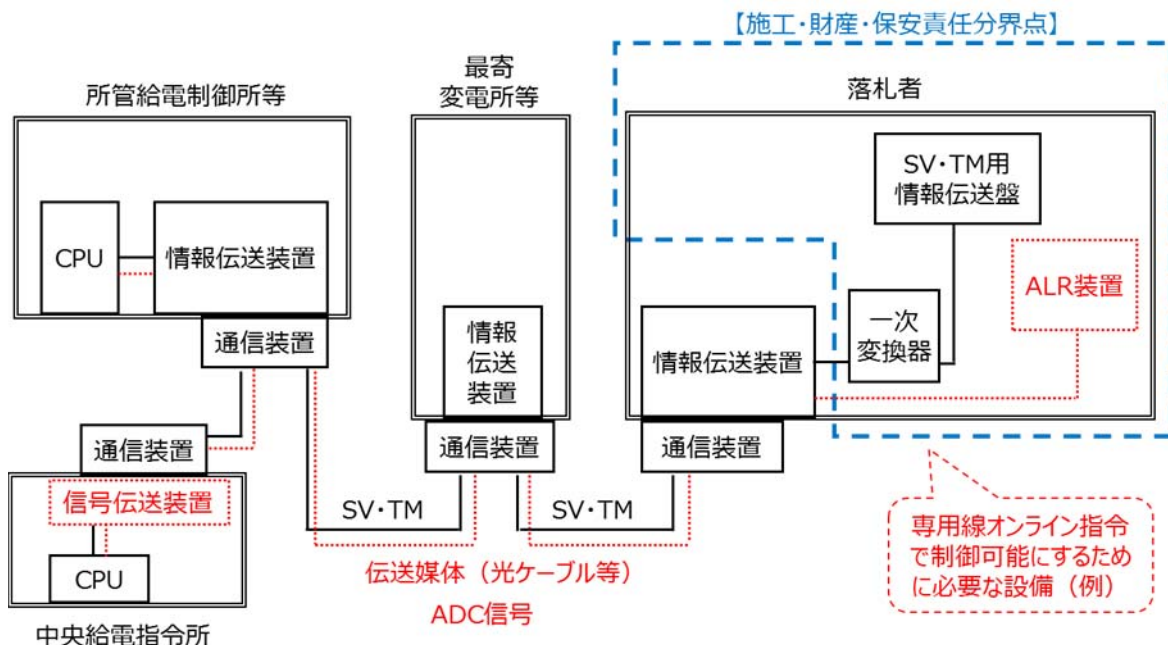 【施工・財産・保安責任分界点】
所管給電制御所等
最寄
変電所等
落札者
CPU
情報伝送装置
通信装置
情報
伝送
装置
通信装置
SV・TM用
情報伝送盤
ALR装置
一次
変換器
情報伝送装置
通信装置
通信装置
信号伝送装置
CPU
中央給電指令所
SV・TM
SV・TM
伝送媒体（光ケーブル等）
ADC信号
専用線オンライン指令
で制御可能にするため
に必要な設備（例）